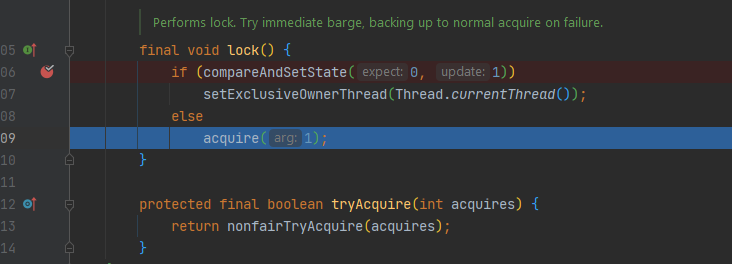 Performs lock. Try immediate barge, backing up to normal acquire on failure.
05 final void lock() {
06 if (compareAndSetState( expect: 0, update: 1))
07 setExclusiveOwnerThread(Thread.currentThread());
08 else
09 acquire( arg: 1);
10 }
11
12 protected final boolean tryAcquire(int acquires) {
13 return nonfairTryAcquire(acquires);
14 }